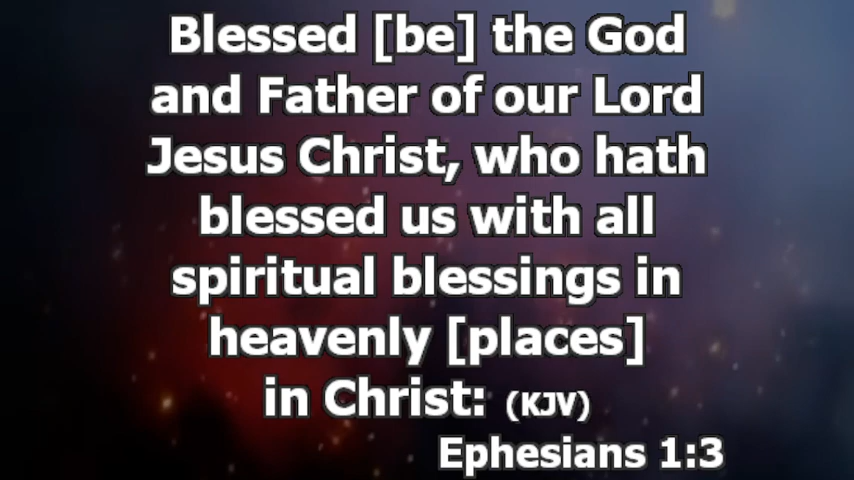 Blessed [be] the God
and Father of our Lord
Jesus Christ, who hath
blessed us with all
spiritual blessings in
heavenly [places]
in Christ: (KJV)
Ephesians 1:3